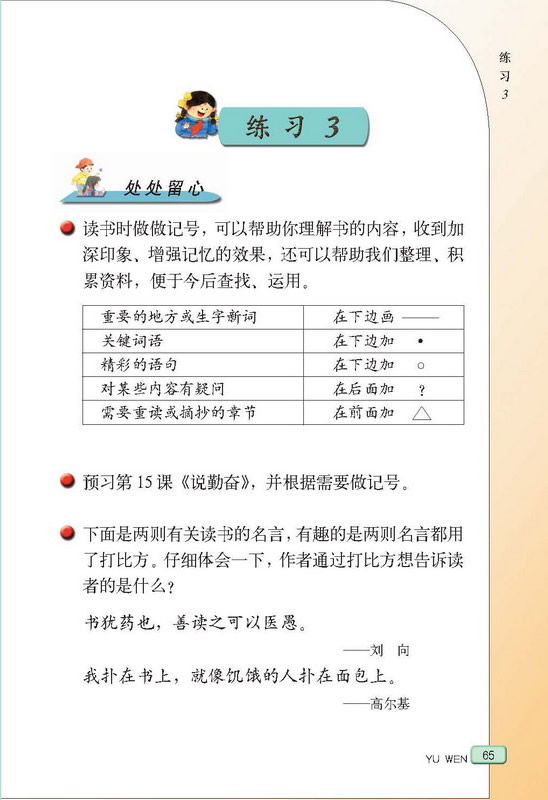 练
习
3
练 习 3
处处留心
读书时做做记号，可以帮助你理解书的内容，收到加
深印象、增强记忆的效果，还可以帮助我们整理、积
累资料，便于今后查找、运用。
重要的地方或生字新词 在下边画 ——
关键词语 在下边加 •
精彩的语句 在下边加 ○
对某些内容有疑问 在后面加 ？
需要重读或摘抄的章节 在前面加 △
预习第 15 课《说勤奋》，并根据需要做记号。
下面是两则有关读书的名言，有趣的是两则名言都用
了打比方。仔细体会一下，作者通过打比方想告诉读
者的是什么？
书犹药也，善读之可以医愚。
——刘 向
我扑在书上，就像饥饿的人扑在面包上。
——高尔基
YU WEN 65